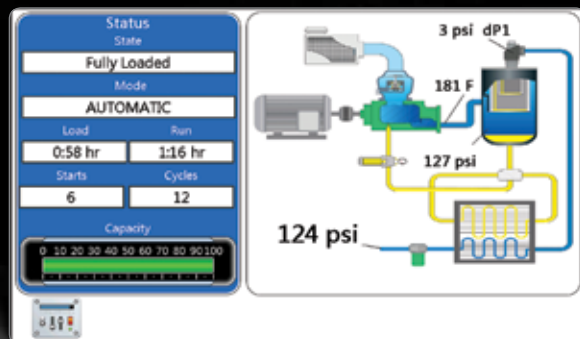 Status
State
Fully Loaded
Mode
AUTOMATIC
Load Run
0:58 hr 1:16 hr
Starts Cycles
6 12
Capacity
0 10 20 30 40 50 60 70 80 90 100
3 psi dP1
181 F
127 psi
124 psi